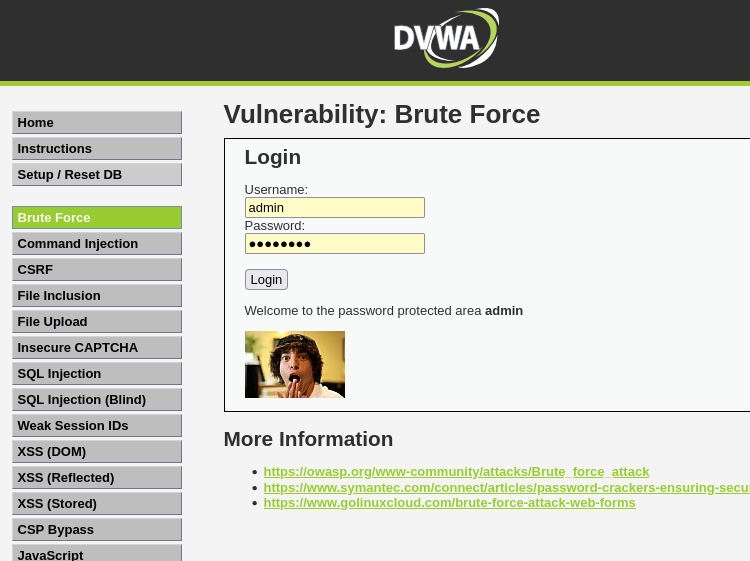 DVWA
Home
Instructions
Setup / Reset DB
Brute Force
Command Injection
CSRF
File Inclusion
File Upload
Insecure CAPTCHA
SQL Injection
SQL Injection (Blind)
Weak Session IDs
XSS (DOM)
XSS (Reflected)
XSS (Stored)
CSP Bypass
JavaScript
Vulnerability: Brute Force
Login
Username:
admin
Password:
●●●●●●●●
Login
Welcome to the password protected area admin
More Information
https://owasp.org/www-community/attacks/Brute_force_attack
https://www.symantec.com/connect/articles/password-crackers-ensuring-secu
https://www.golinuxcloud.com/brute-force-attack-web-forms